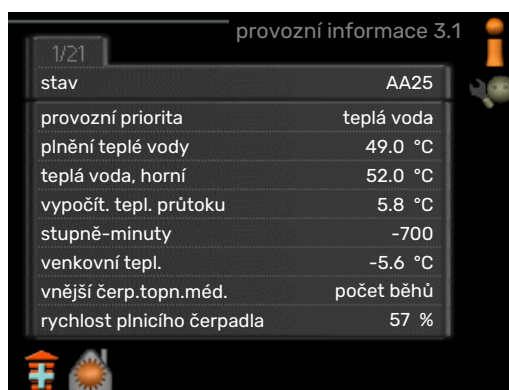 provozní informace 3.1
1/21
stav AA25
provozní priorita teplá voda
plnění teplé vody 49.0 °C
teplá voda, horní 52.0 °C
vypočít. tepl. průtoku 5.8 °C
stupně-minuty -700
venkovní tepl. -5.6 °C
vnější čerp.topn.méd. počet běhů
rychlost plnicího čerpadla 57 %